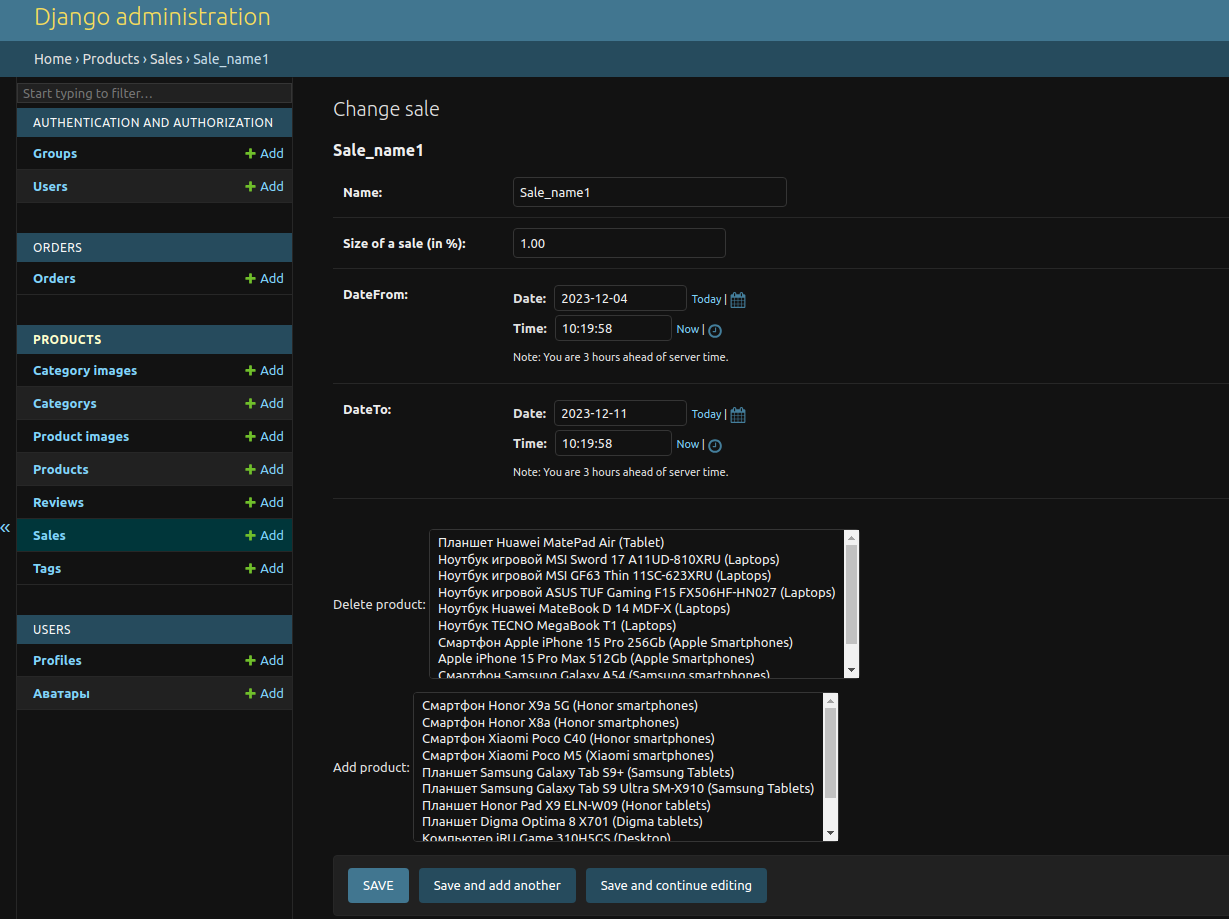 Django administration
Home › Products › Sales › Sale_name1
Start typing to filter...
AUTHENTICATION AND AUTHORIZATION
Groups + Add
Users + Add
ORDERS
Orders + Add
PRODUCTS
Category images + Add
Categorys + Add
Product images + Add
Products + Add
Reviews + Add
«
Sales + Add
Tags + Add
USERS
Profiles + Add
Аватары + Add
Change sale
Sale_name1
Name: Sale_name1
Size of a sale (in %): 1.00
DateFrom: Date: 2023-12-04 Today |
Time: 10:19:58 Now |
Note: You are 3 hours ahead of server time.
DateTo: Date: 2023-12-11 Today |
Time: 10:19:58 Now |
Note: You are 3 hours ahead of server time.
Delete product:
Планшет Huawei MatePad Air (Tablet)
Ноутбук игровой MSI Sword 17 A11UD-810XRU (Laptops)
Ноутбук игровой MSI GF63 Thin 11SC-623XRU (Laptops)
Ноутбук игровой ASUS TUF Gaming F15 FX506HF-HN027 (Laptops)
Ноутбук Huawei MateBook D 14 MDF-X (Laptops)
Ноутбук TECNO MegaBook T1 (Laptops)
Смартфон Apple iPhone 15 Pro 256Gb (Apple Smartphones)
Apple iPhone 15 Pro Max 512Gb (Apple Smartphones)
Смартфон Samsung Galaxy A54 (Samsung smartphones)
Add product:
Смартфон Honor X9a 5G (Honor smartphones)
Смартфон Honor X8a (Honor smartphones)
Смартфон Xiaomi Poco C40 (Honor smartphones)
Смартфон Xiaomi Poco M5 (Xiaomi smartphones)
Планшет Samsung Galaxy Tab S9+ (Samsung Tablets)
Планшет Samsung Galaxy Tab S9 Ultra SM-X910 (Samsung Tablets)
Планшет Honor Pad X9 ELN-W09 (Honor tablets)
Планшет Digma Optima 8 X701 (Digma tablets)
Компьютер iRU Game 310H5GS (Desktop)
SAVE
Save and add another
Save and continue editing